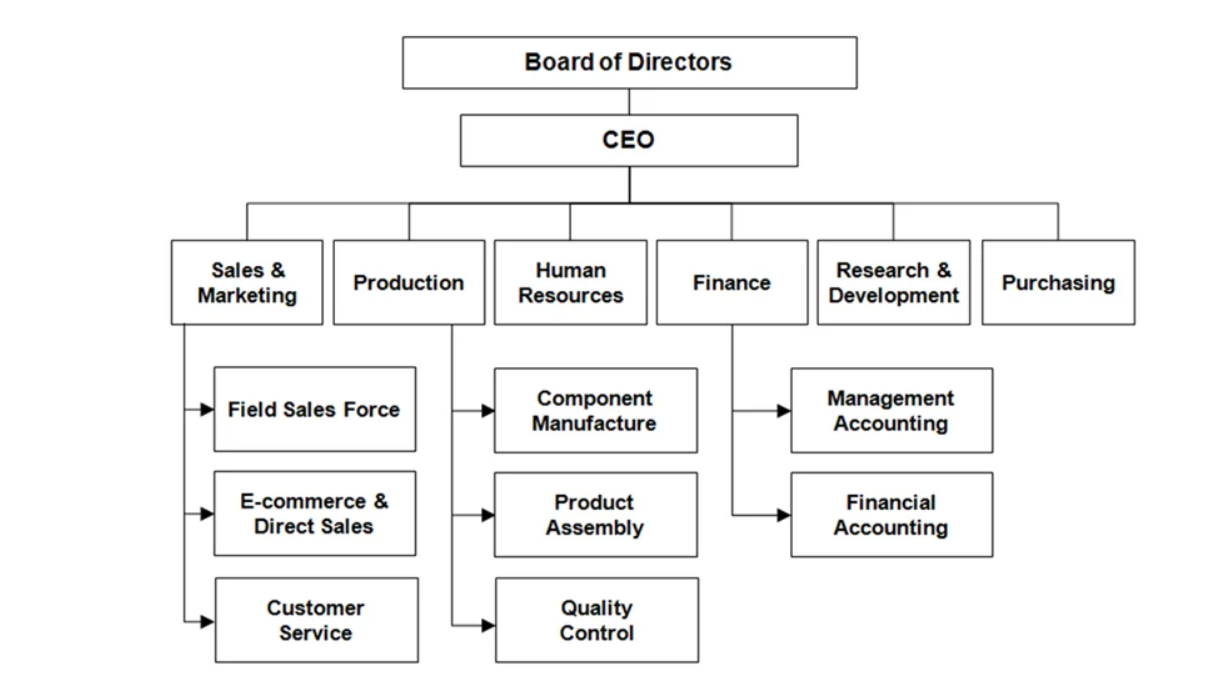 Board of Directors
CEO
Sales &
Marketing
Production
Human
Resources
Finance
Research &
Development
Purchasing
Field Sales Force
E-commerce &
Direct Sales
Customer
Service
Component
Manufacture
Product
Assembly
Quality
Control
Management
Accounting
Financial
Accounting